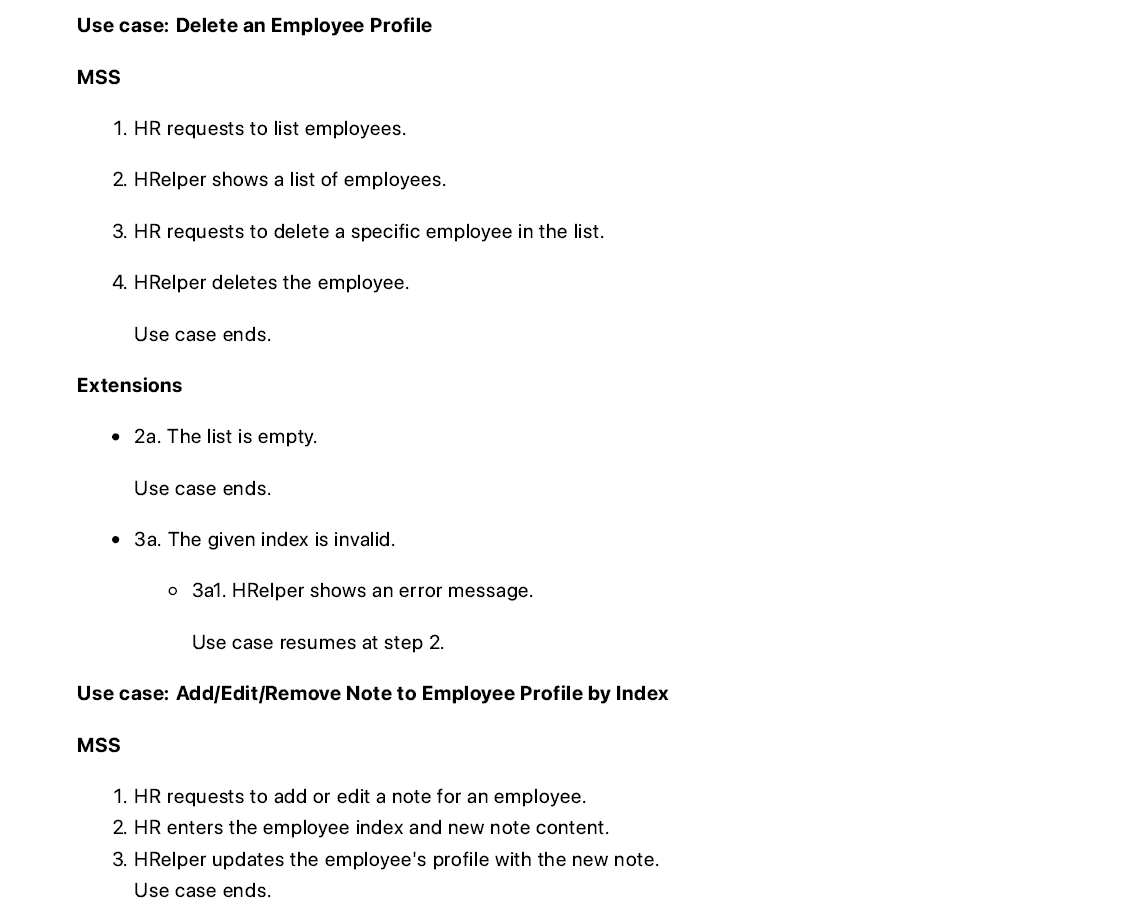 Use case: Delete an Employee Profile
MSS
1. HR requests to list employees.
2. HRelper shows a list of employees.
3. HR requests to delete a specific employee in the list.
4. HRelper deletes the employee.
Use case ends.
Extensions
• 2a. The list is empty.
Use case ends.
• 3a. The given index is invalid.
○ 3a1. HRelper shows an error message.
Use case resumes at step 2.
Use case: Add/Edit/Remove Note to Employee Profile by Index
MSS
1. HR requests to add or edit a note for an employee.
2. HR enters the employee index and new note content.
3. HRelper updates the employee's profile with the new note.
Use case ends.